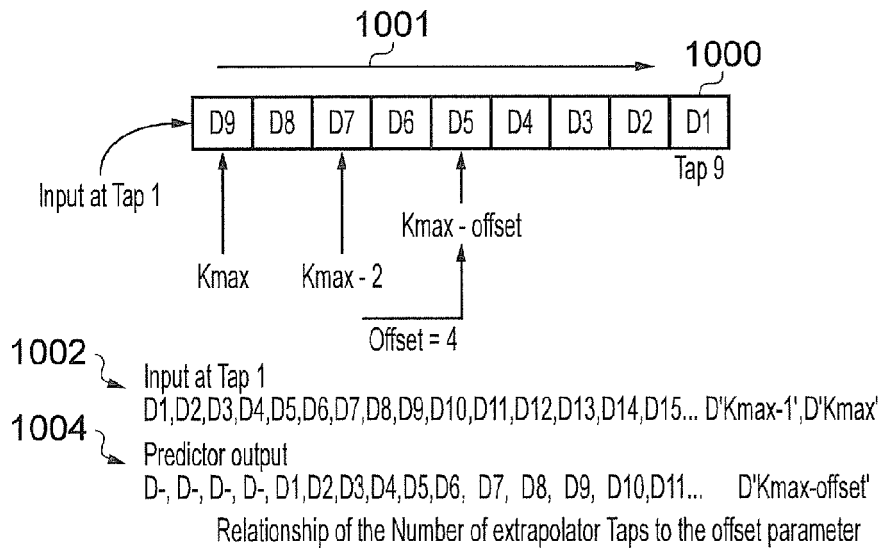 1001
1000
D9 D8 D7 D6 D5 D4 D3 D2 D1
Tap 9
Input at Tap 1
Kmax - offset
Kmax Kmax - 2
Offset = 4
1002
Input at Tap 1
D1,D2,D3,D4,D5,D6,D7,D8,D9,D10,D11,D12,D13,D14,D15... D'Kmax-1',D'Kmax'
1004
Predictor output
D-, D-, D-, D-, D1,D2,D3,D4,D5,D6, D7, D8, D9, D10,D11... D'Kmax-offset'
Relationship of the Number of extrapolator Taps to the offset parameter